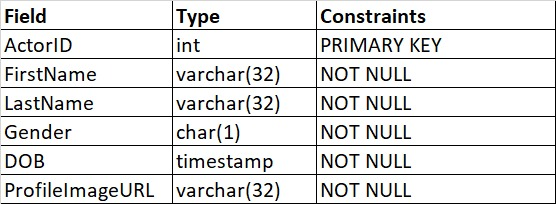 Field Type Constraints
ActorID int PRIMARY KEY
FirstName varchar(32) NOT NULL
LastName varchar(32) NOT NULL
Gender char(1) NOT NULL
DOB timestamp NOT NULL
ProfileImageURL varchar(32) NOT NULL